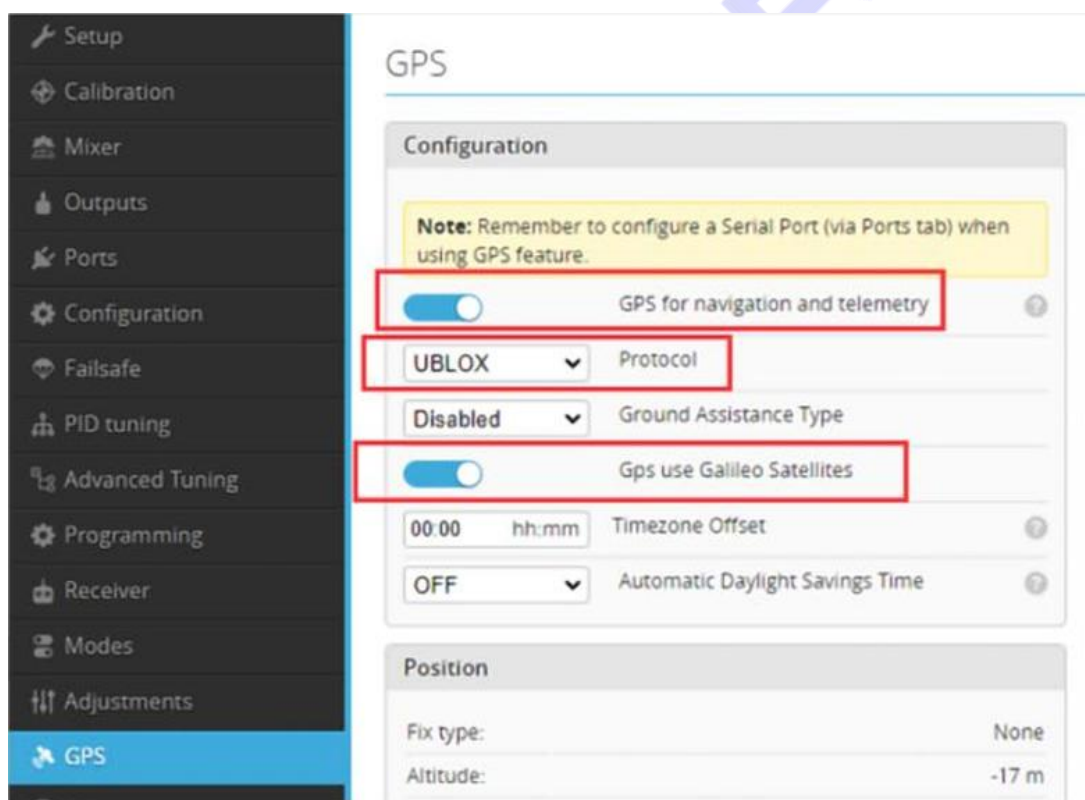 Setup
Calibration
Mixer
Outputs
Ports
Configuration
Failsafe
PID tuning
Advanced Tuning
Programming
Receiver
Modes
Adjustments
GPS
GPS
Configuration
Note: Remember to configure a Serial Port (via Ports tab) when
using GPS feature.
GPS for navigation and telemetry
UBLOX Protocol
Disabled Ground Assistance Type
Gps use Galileo Satellites
00:00 hh:mm Timezone Offset
OFF Automatic Daylight Savings Time
Position
Fix type: None
Altitude: -17 m